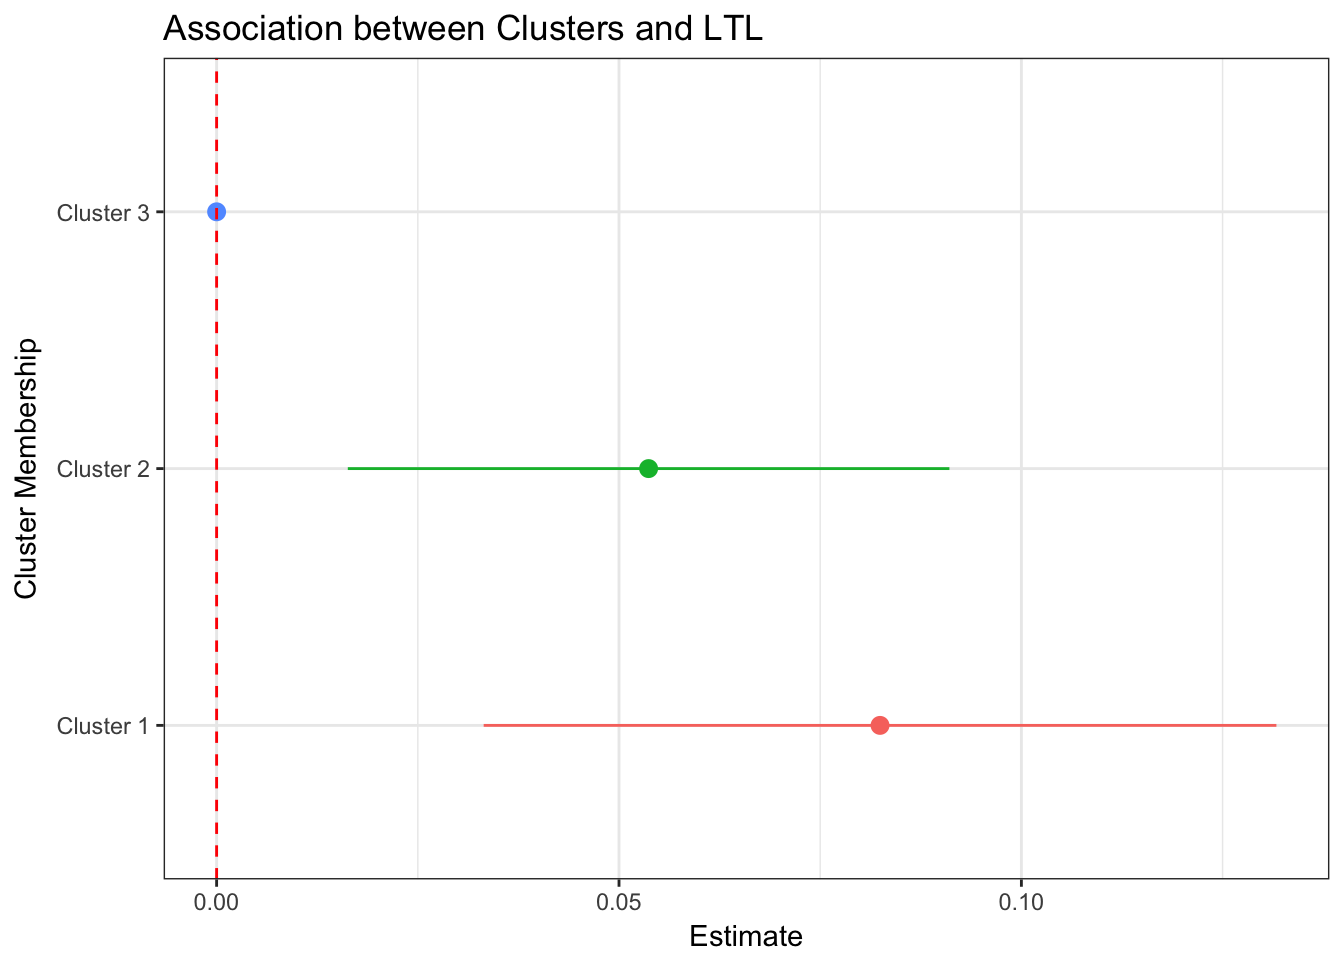 Association between Clusters and LTL
Cluster Membership
Cluster 3
Cluster 2
Cluster 1
0.00 0.05 0.10
Estimate